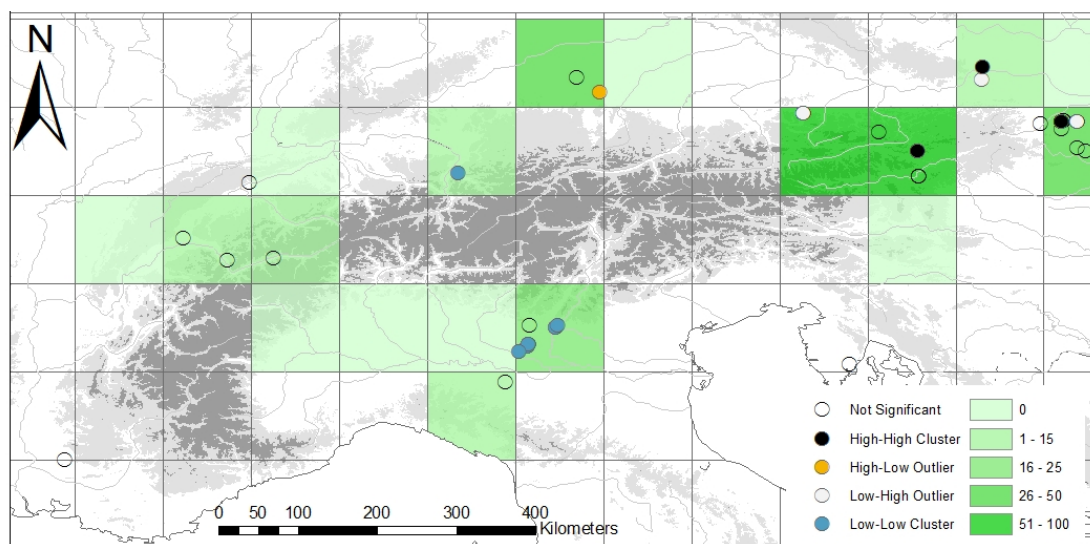 N
Not Significant 0
High-High Cluster 1 - 15
High-Low Outlier 16 - 25
Low-High Outlier 26 - 50
Low-Low Cluster 51 - 100
0 50 100 200 300 400
Kilometers